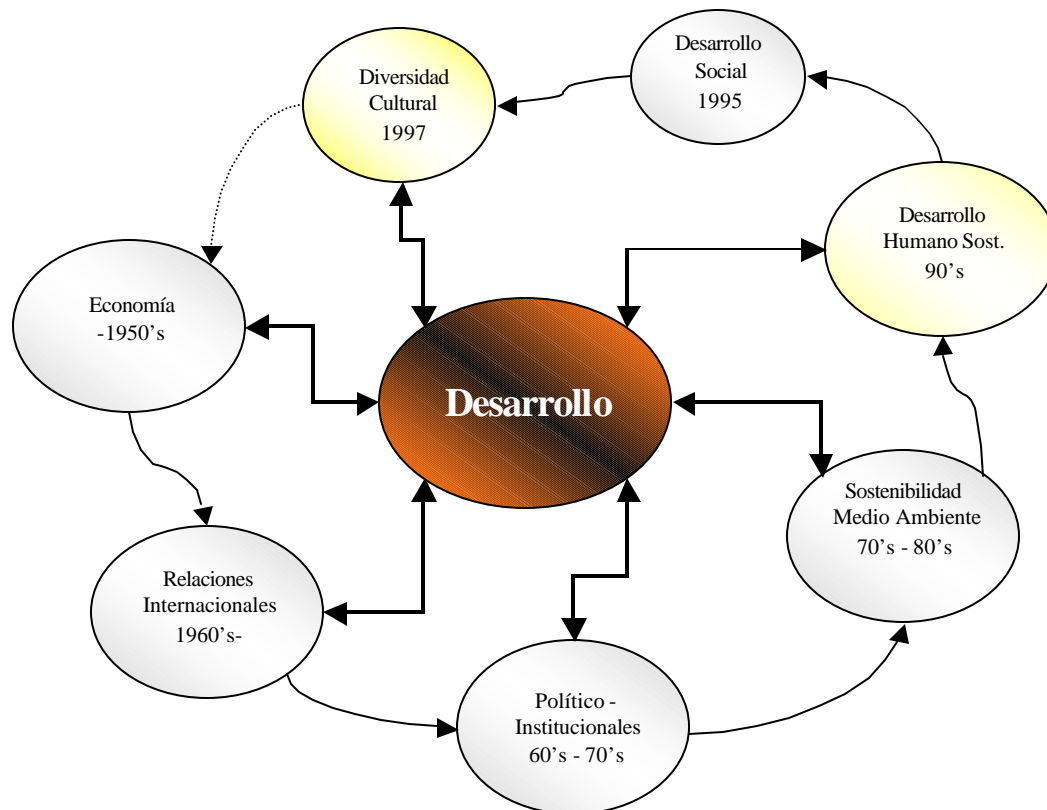 Desarrollo
Social
1995
Diversidad
Cultural
1997
Desarrollo
Humano Sost.
90's
Economía
-1950's
Desarrollo
Sostenibilidad
Medio Ambiente
70's - 80's
Relaciones
Internacionales
1960's-
Político -
Institucionales
60's - 70's